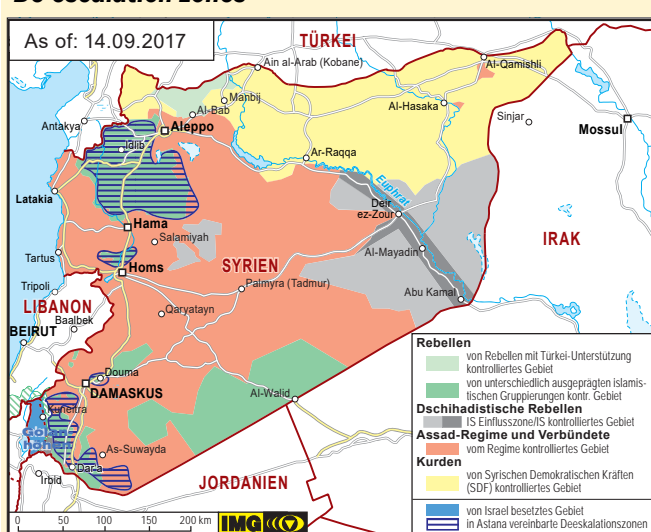 De-escalation zones
As of: 14.09.2017
TÜRKEI
Ain al-Arab (Kobane)
Al-Qamishli
Manbij
Al-Bab
Al-Hasaka
Sinjar
Antakya
Aleppo
Mossul
Idlib
Ar-Raqqa
Euphrat
Latakia
Deir
ez-Zour
Hama
Salamiyah
IRAK
Tartus
Al-Mayadin
Homs
SYRIEN
Tripoli
Palmyra (Tadmur)
Abu Kamal
LIBANON
Qaryatayn
Baalbek
BEIRUT
Douma
DAMASKUS
Al-Walid
Kuneitra
Golan
höhen
As-Suwayda
Dar'a
Irbid
JORDANIEN
Rebellen
von Rebellen mit Türkei-Unterstützung
kontrolliertes Gebiet
von unterschiedlich ausgeprägten islamis-
tischen Gruppierungen kontr. Gebiet
Dschihadistische Rebellen
IS Einflusszone/IS kontrolliertes Gebiet
Assad-Regime und Verbündete
vom Regime kontrolliertes Gebiet
Kurden
von Syrischen Demokratischen Kräften
(SDF) kontrolliertes Gebiet
von Israel besetztes Gebiet
in Astana vereinbarte Deeskalationszonen
0 50 100 150 200 km
IMG